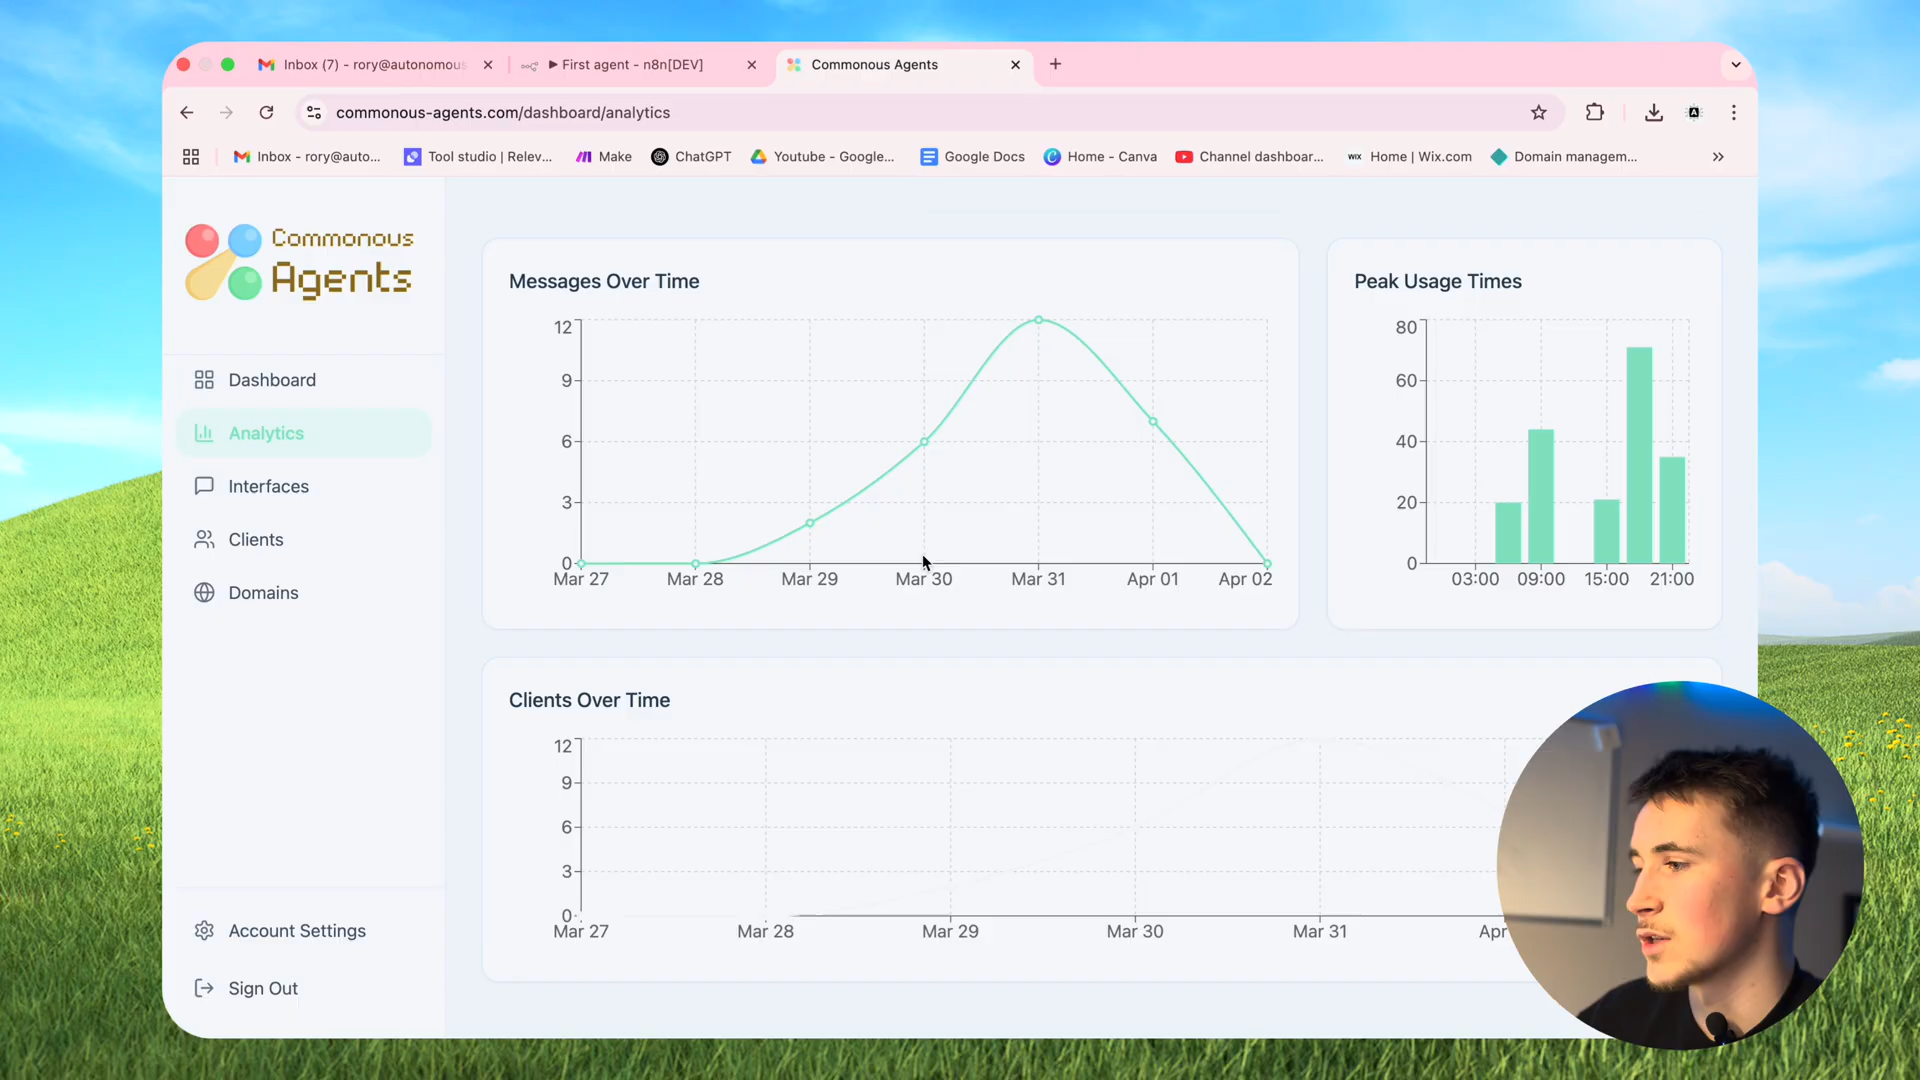 Inbox (7) - rory@autonomous
First agent - n8n[DEV]
Commonous Agents
commonous-agents.com/dashboard/analytics
Inbox - rory@auto...
Tool studio | Relev...
Make
ChatGPT
Youtube - Google...
Google Docs
Home - Canva
Channel dashboar...
WIX
Home | Wix.com
Domain managem...
Commonous
Agents
Dashboard
Analytics
Interfaces
Clients
Domains
Account Settings
Sign Out
Messages Over Time
12
9
6
3
0
Mar 27 Mar 28 Mar 29 Mar 30 Mar 31 Apr 01 Apr 02
Peak Usage Times
80
60
40
20
0
03:00 09:00 15:00 21:00
Clients Over Time
12
9
6
3
0
Mar 27 Mar 28 Mar 29 Mar 30 Mar 31 Apr